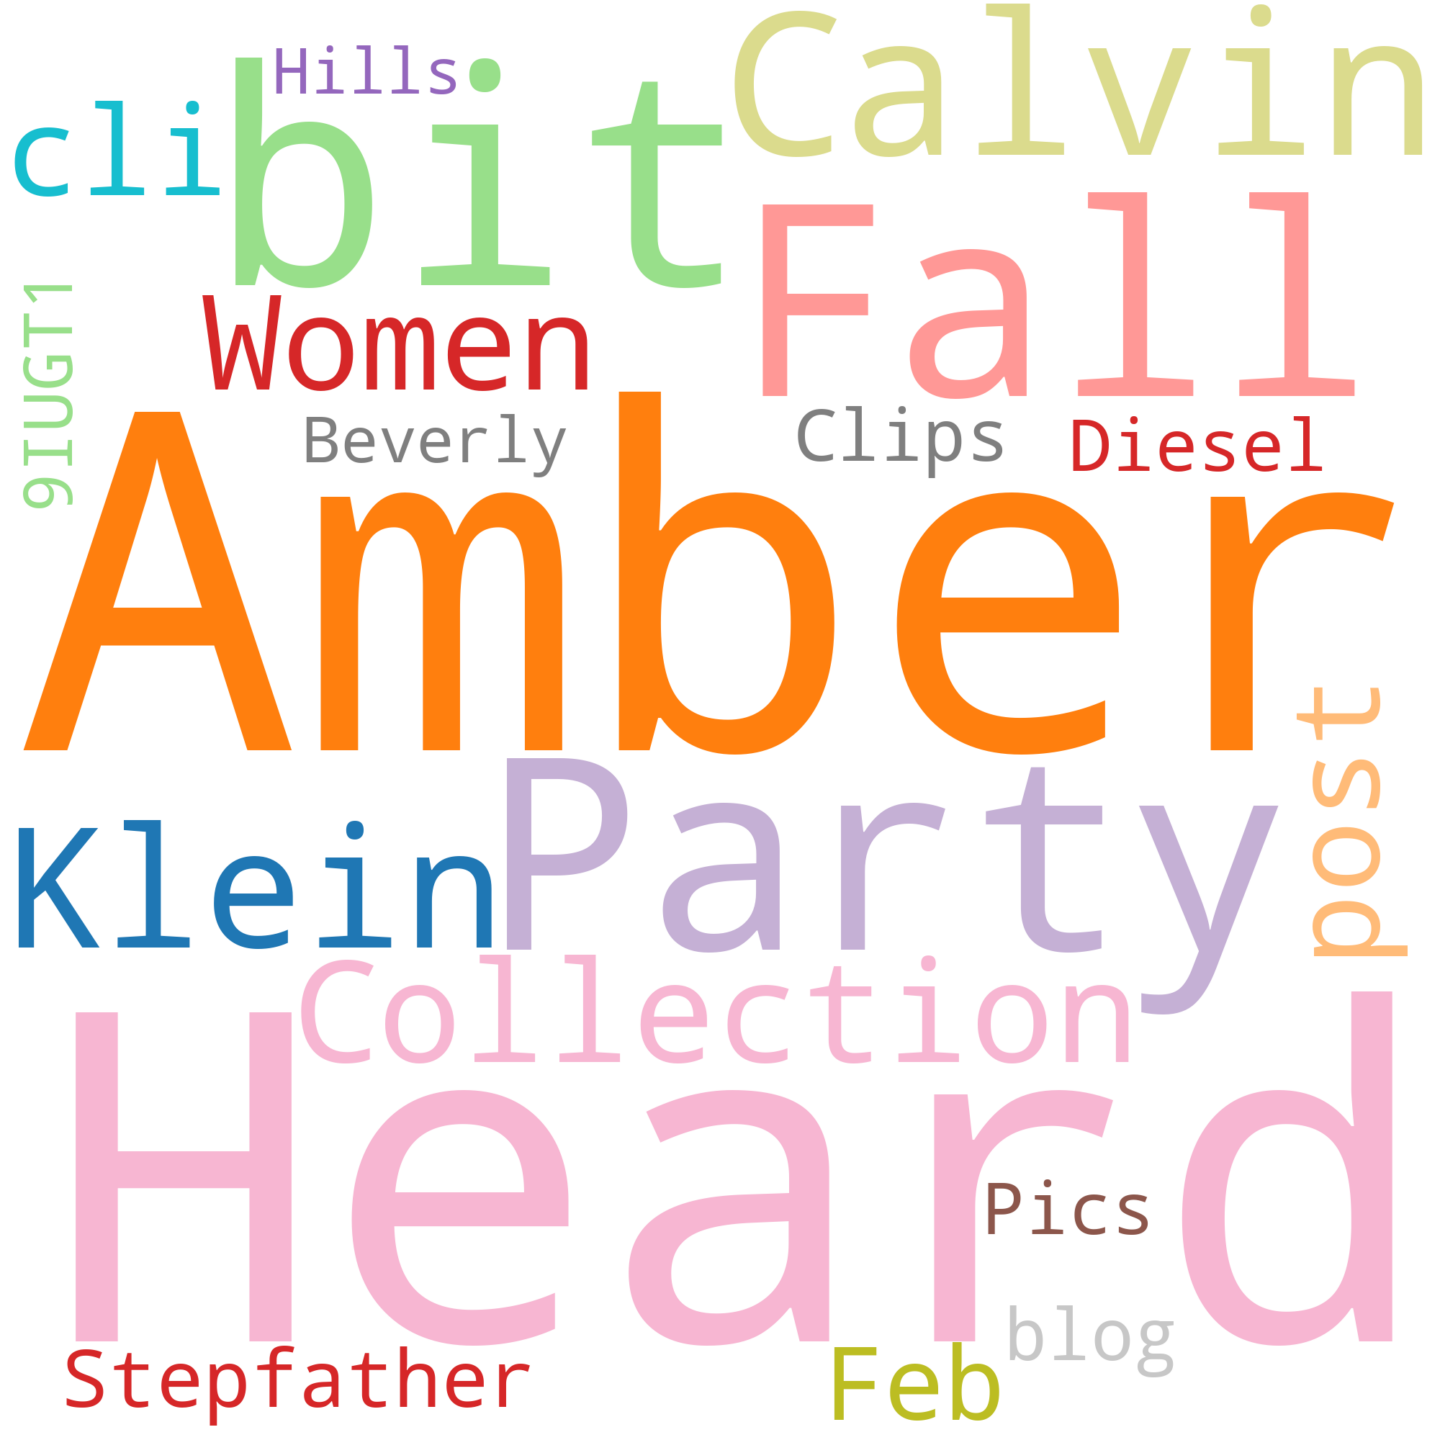 Hills
Calvin
cli
bit
Fall
9IUGT1
Women
Beverly
Clips
Diesel
Amber
post
Party
Klein
Collection
Heard
Pics
blog
Stepfather
Feb